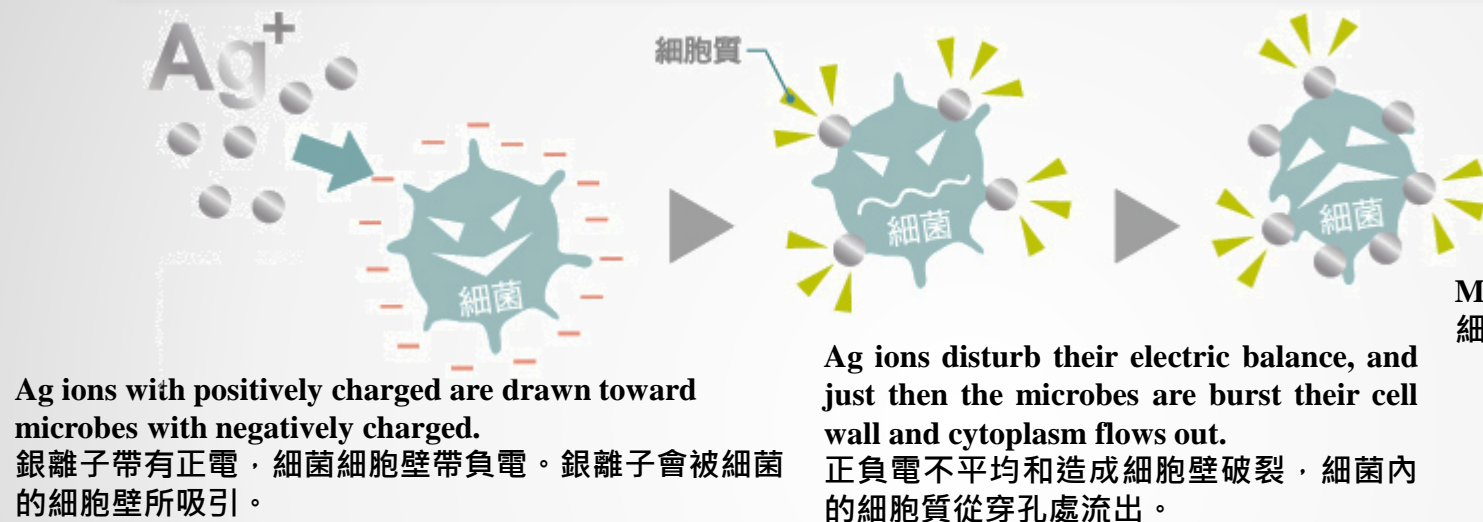 Ag+
細胞質
細菌
細菌
細菌
Ag ions with positively charged are drawn toward
microbes with negatively charged.
銀離子帶有正電，細菌細胞壁帶負電。銀離子會被細菌
的細胞壁所吸引。
Ag ions disturb their electric balance, and
just then the microbes are burst their cell
wall and cytoplasm flows out.
正負電不平均和造成細胞壁破裂，細菌內
的細胞質從穿孔處流出。
M
細